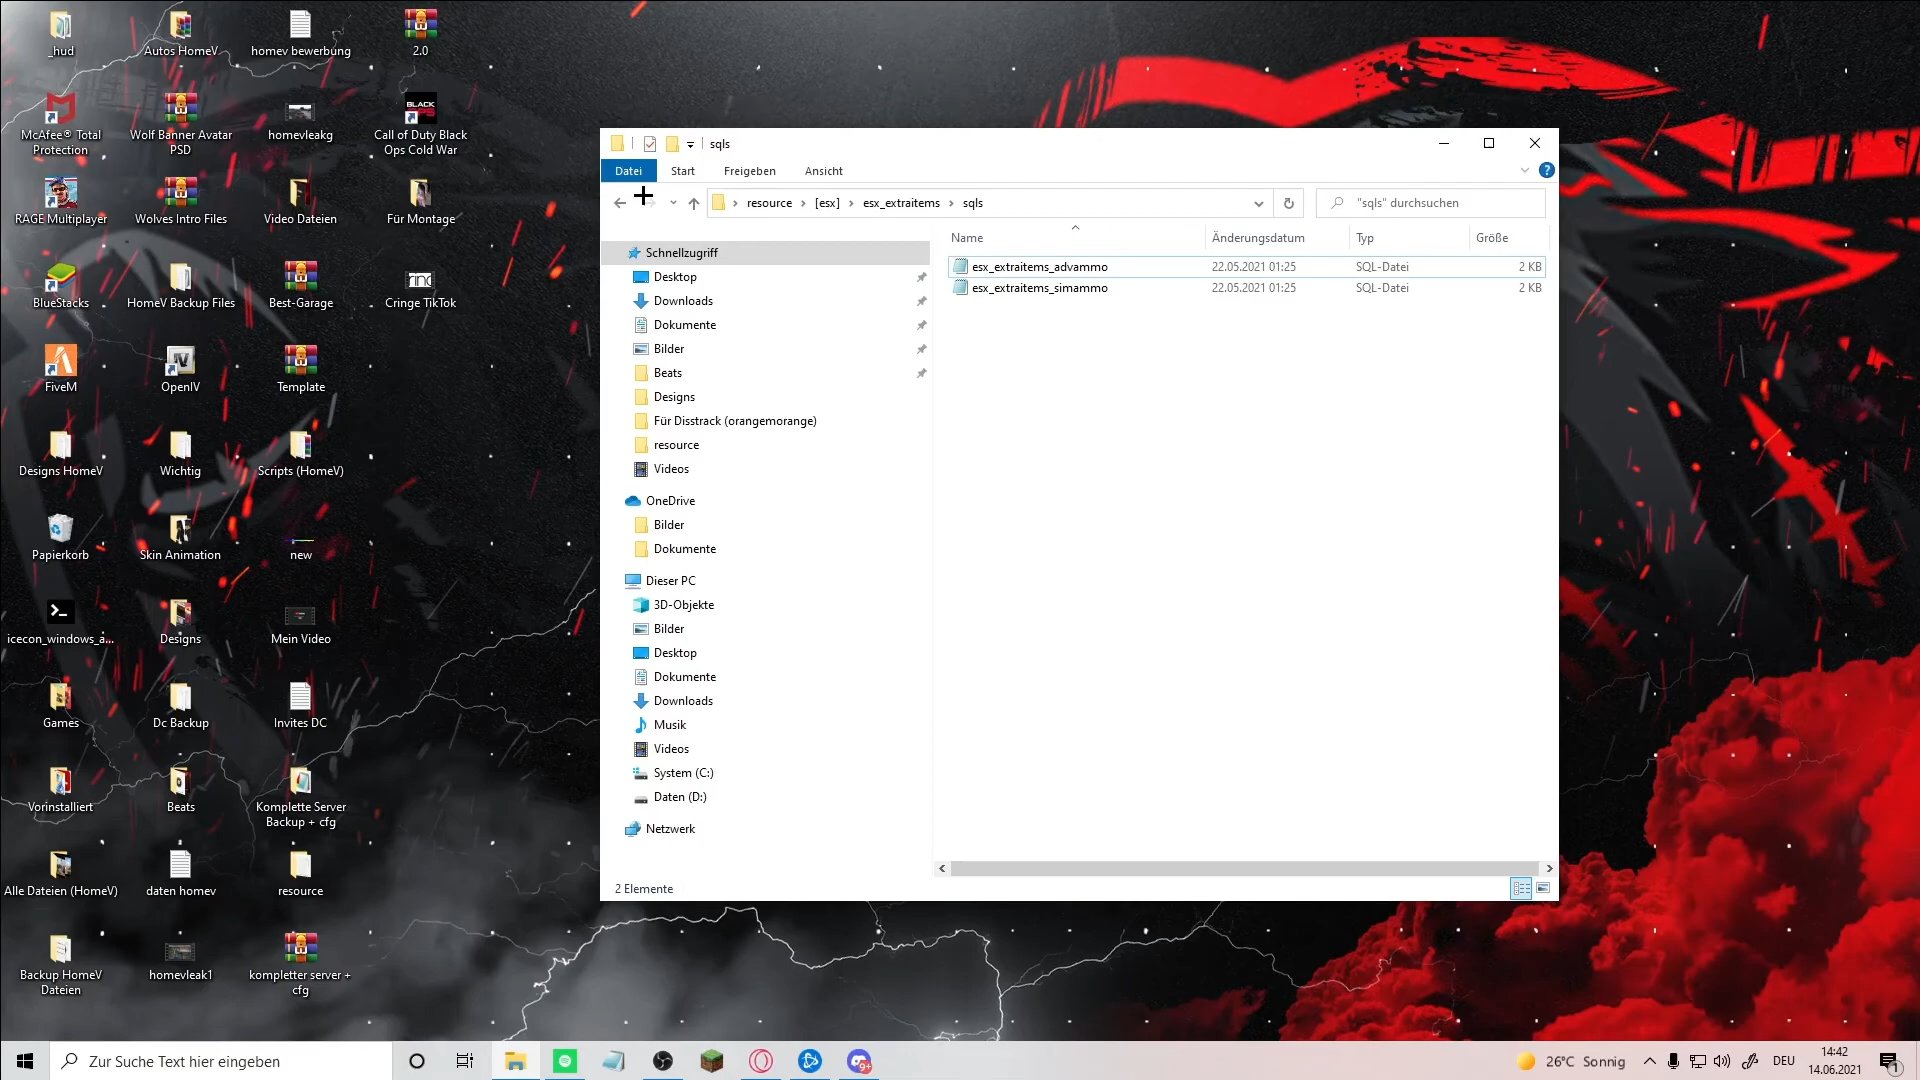 _hud
Autos HomeV
homev bewerbung
2.0
McAfee® Total
Protection
Wolf Banner Avatar
PSD
homevleakg
BLACK
OPS
Call of Duty Black
Ops Cold War
RAGE Multiplayer
Wolves Intro Files
Video Dateien
Für Montage
BlueStacks
HomeV Backup Files
Best-Garage
Cringe TikTok
FiveM
OpenIV
Template
Designs HomeV
Wichtig
Scripts (HomeV)
Papierkorb
Skin Animation
new
icecon_windows_a...
Designs
Mein Video
Games
Dc Backup
Invites DC
Vorinstalliert
Beats
Komplette Server
Backup + cfg
Alle Dateien (HomeV)
daten homev
resource
Backup HomeV
Dateien
homevleak1
kompletter server +
cfg
sqls
Datei
Start
Freigeben
Ansicht
resource
[esx]
esx_extraitems
sqls
"sqls" durchsuchen
Name
Änderungsdatum
Typ
Größe
esx_extraitems_advammo
22.05.2021 01:25
SQL-Datei
2 KB
esx_extraitems_simammo
22.05.2021 01:25
SQL-Datei
2 KB
Schnellzugriff
Desktop
Downloads
Dokumente
Bilder
Beats
Designs
Für Disstrack (orangemorange)
resource
Videos
OneDrive
Bilder
Dokumente
Dieser PC
3D-Objekte
Bilder
Desktop
Dokumente
Downloads
Musik
Videos
System (C:)
Daten (D:)
Netzwerk
2 Elemente
Zur Suche Text hier eingeben
9+
26°C Sonnig
DEU
14:42
14.06.2021
1